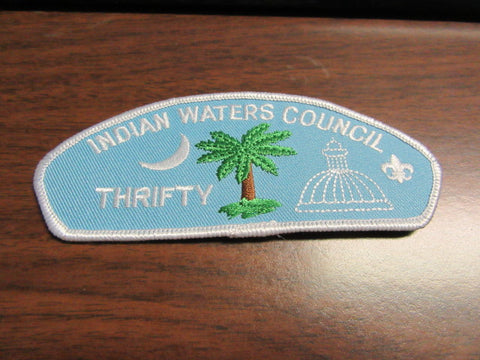 INDIAN WATERS COUNCIL
THRIFTY